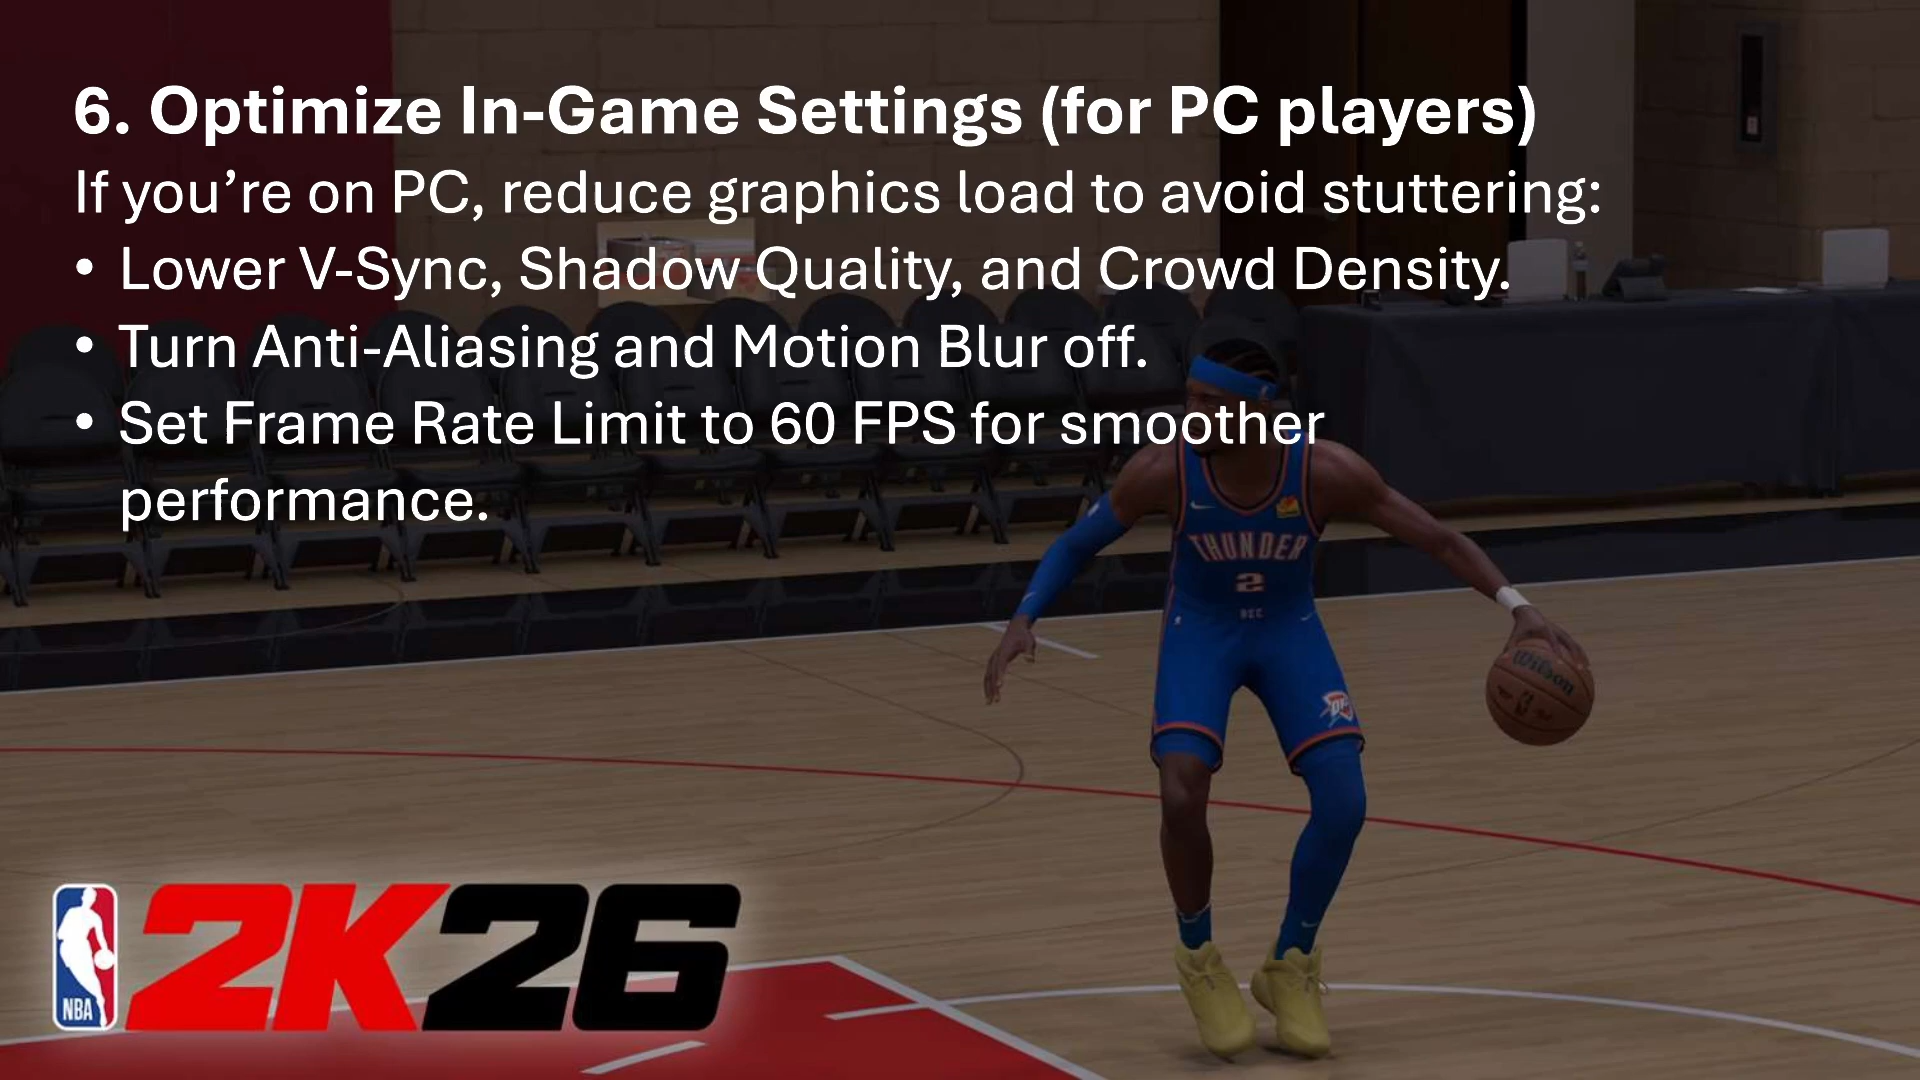 6. Optimize In-Game Settings (for PC players)
If you’re on PC, reduce graphics load to avoid stuttering:
• Lower V-Sync, Shadow Quality, and Crowd Density.
• Turn Anti-Aliasing and Motion Blur off.
• Set Frame Rate Limit to 60 FPS for smoother
performance.
THUNDER
2
OKC
Wilson
NBA 2K26